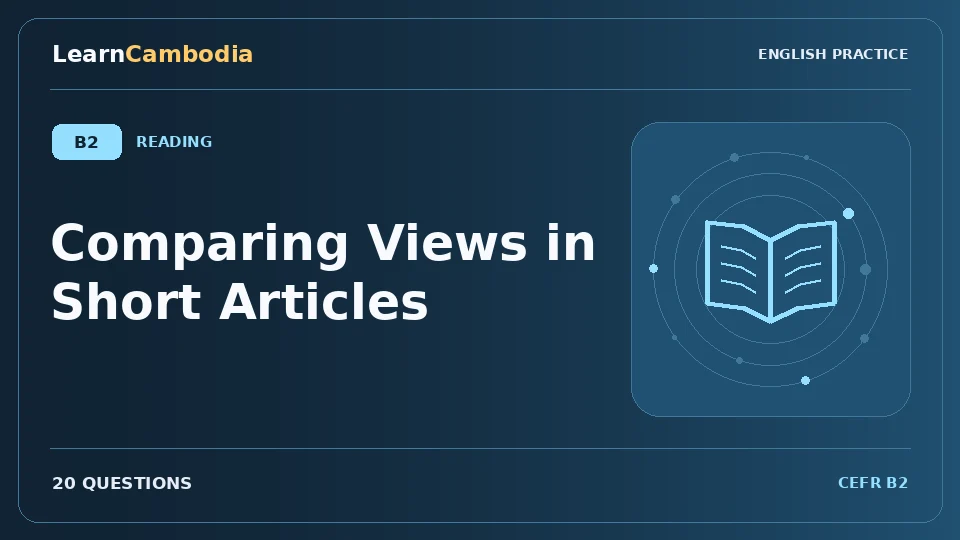 LearnCambodia
ENGLISH PRACTICE
B2
READING
Comparing Views in
Short Articles
20 QUESTIONS
CEFR B2